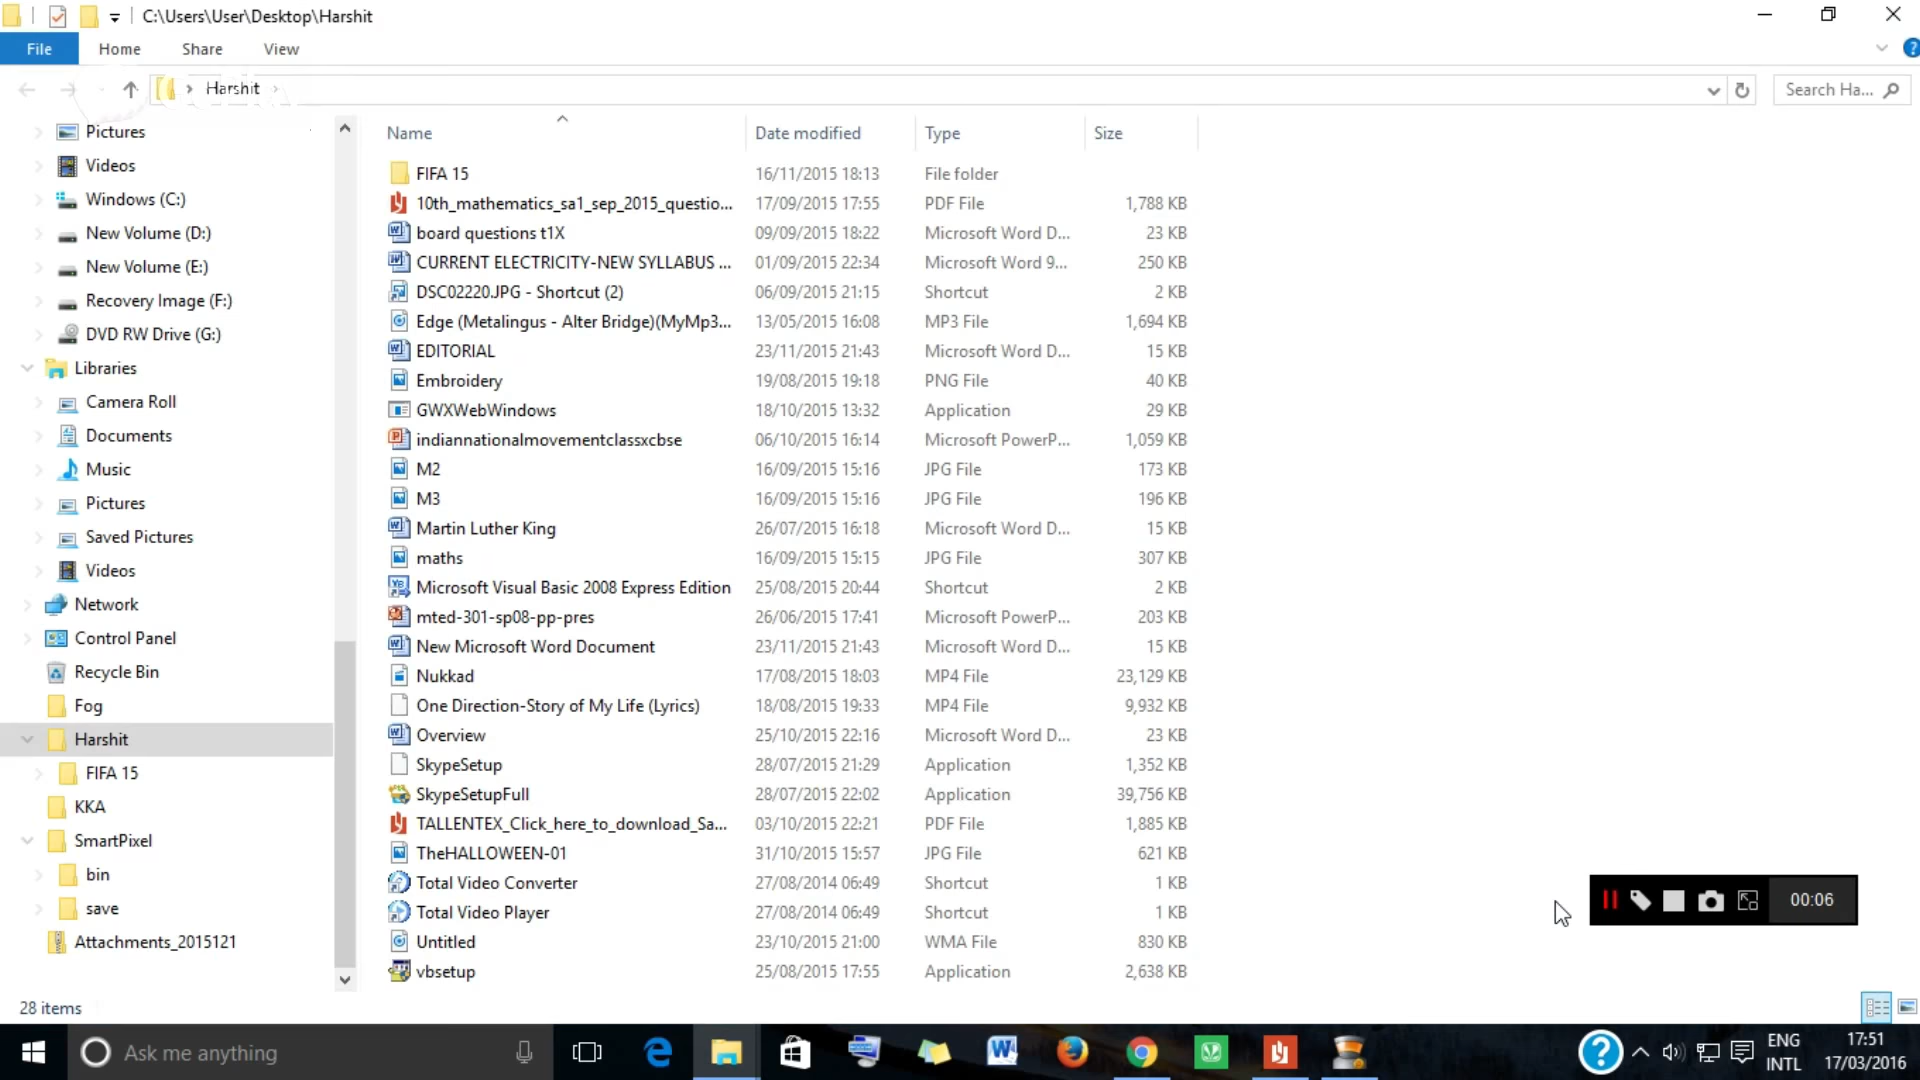 C:\Users\User\Desktop\Harshit
File Home Share View
Harshit
Search Ha...
Pictures
Videos
Windows (C:)
New Volume (D:)
New Volume (E:)
Recovery Image (F:)
DVD RW Drive (G:)
Libraries
Camera Roll
Documents
Music
Pictures
Saved Pictures
Videos
Network
Control Panel
Recycle Bin
Fog
Harshit
FIFA 15
KKA
SmartPixel
bin
save
Attachments_2015121
Name Date modified Type Size
FIFA 15 16/11/2015 18:13 File folder
10th_mathematics_sa1_sep_2015_questio... 17/09/2015 17:55 PDF File 1,788 KB
board questions t1X 09/09/2015 18:22 Microsoft Word D... 23 KB
CURRENT ELECTRICITY-NEW SYLLABUS ... 01/09/2015 22:34 Microsoft Word 9... 250 KB
DSC02220.JPG - Shortcut (2) 06/09/2015 21:15 Shortcut 2 KB
Edge (Metalingus - Alter Bridge)(MyMp3... 13/05/2015 16:08 MP3 File 1,694 KB
EDITORIAL 23/11/2015 21:43 Microsoft Word D... 15 KB
Embroidery 19/08/2015 19:18 PNG File 40 KB
GWXWebWindows 18/10/2015 13:32 Application 29 KB
indiannationalmovementclassxcbse 06/10/2015 16:14 Microsoft PowerP... 1,059 KB
M2 16/09/2015 15:16 JPG File 173 KB
M3 16/09/2015 15:16 JPG File 196 KB
Martin Luther King 26/07/2015 16:18 Microsoft Word D... 15 KB
maths 16/09/2015 15:15 JPG File 307 KB
Microsoft Visual Basic 2008 Express Edition 25/08/2015 20:44 Shortcut 2 KB
mted-301-sp08-pp-pres 26/06/2015 17:41 Microsoft PowerP... 203 KB
New Microsoft Word Document 23/11/2015 21:43 Microsoft Word D... 15 KB
Nukkad 17/08/2015 18:03 MP4 File 23,129 KB
One Direction-Story of My Life (Lyrics) 18/08/2015 19:33 MP4 File 9,932 KB
Overview 25/10/2015 22:16 Microsoft Word D... 23 KB
SkypeSetup 28/07/2015 21:29 Application 1,352 KB
SkypeSetupFull 28/07/2015 22:02 Application 39,756 KB
TALLENTEX_Click_here_to_download_Sa... 03/10/2015 22:21 PDF File 1,885 KB
TheHALLOWEEN-01 31/10/2015 15:57 JPG File 621 KB
Total Video Converter 27/08/2014 06:49 Shortcut 1 KB
Total Video Player 27/08/2014 06:49 Shortcut 1 KB
Untitled 23/10/2015 21:00 WMA File 830 KB
vbsetup 25/08/2015 17:55 Application 2,638 KB
00:06
28 items
Ask me anything
ENG
INTL
17:51
17/03/2016